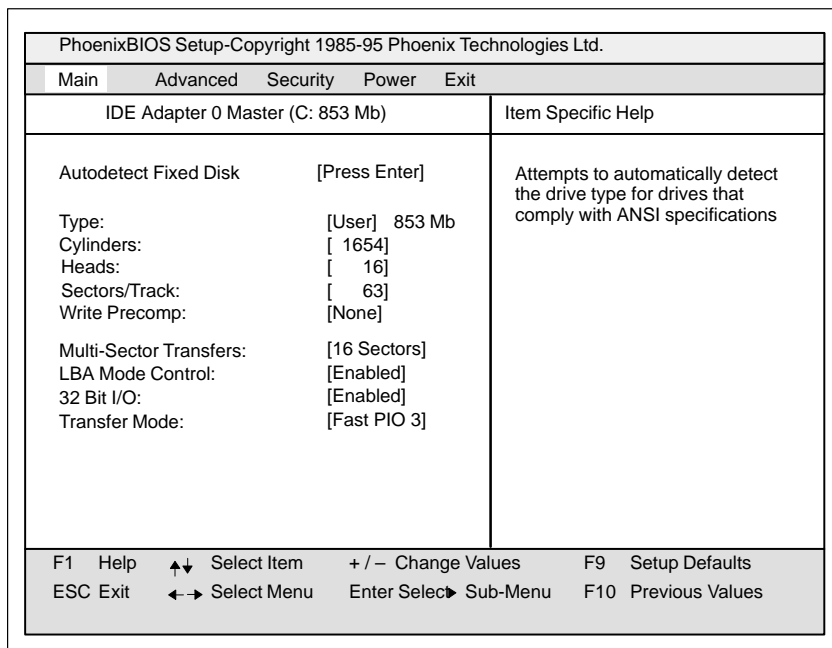 PhoenixBIOS Setup-Copyright 1985-95 Phoenix Technologies Ltd.
Main Advanced Security Power Exit
IDE Adapter 0 Master (C: 853 Mb) Item Specific Help
Autodetect Fixed Disk [Press Enter]
Attempts to automatically detect
the drive type for drives that
comply with ANSI specifications
Type: [User] 853 Mb
Cylinders: [ 1654]
Heads: [ 16]
Sectors/Track: [ 63]
Write Precomp: [None]
Multi-Sector Transfers: [16 Sectors]
LBA Mode Control: [Enabled]
32 Bit I/O: [Enabled]
Transfer Mode: [Fast PIO 3]
F1 Help Select Item + / – Change Values F9 Setup Defaults
ESC Exit Select Menu Enter Select Sub-Menu F10 Previous Values